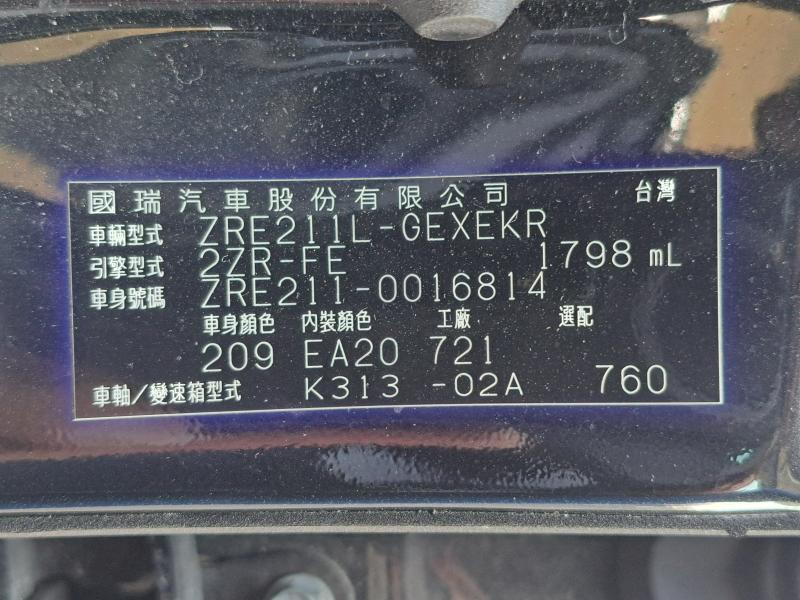 國瑞汽車股份有限公司 台灣
車輛型式 ZRE211L-GEXEKR
引擎型式 2ZR-FE 1798 mL
車身號碼 ZRE211-0016814
車身顏色 內裝顏色 工廠 選配
209 EA20 721
車軸/變速箱型式 K313 -02A 760